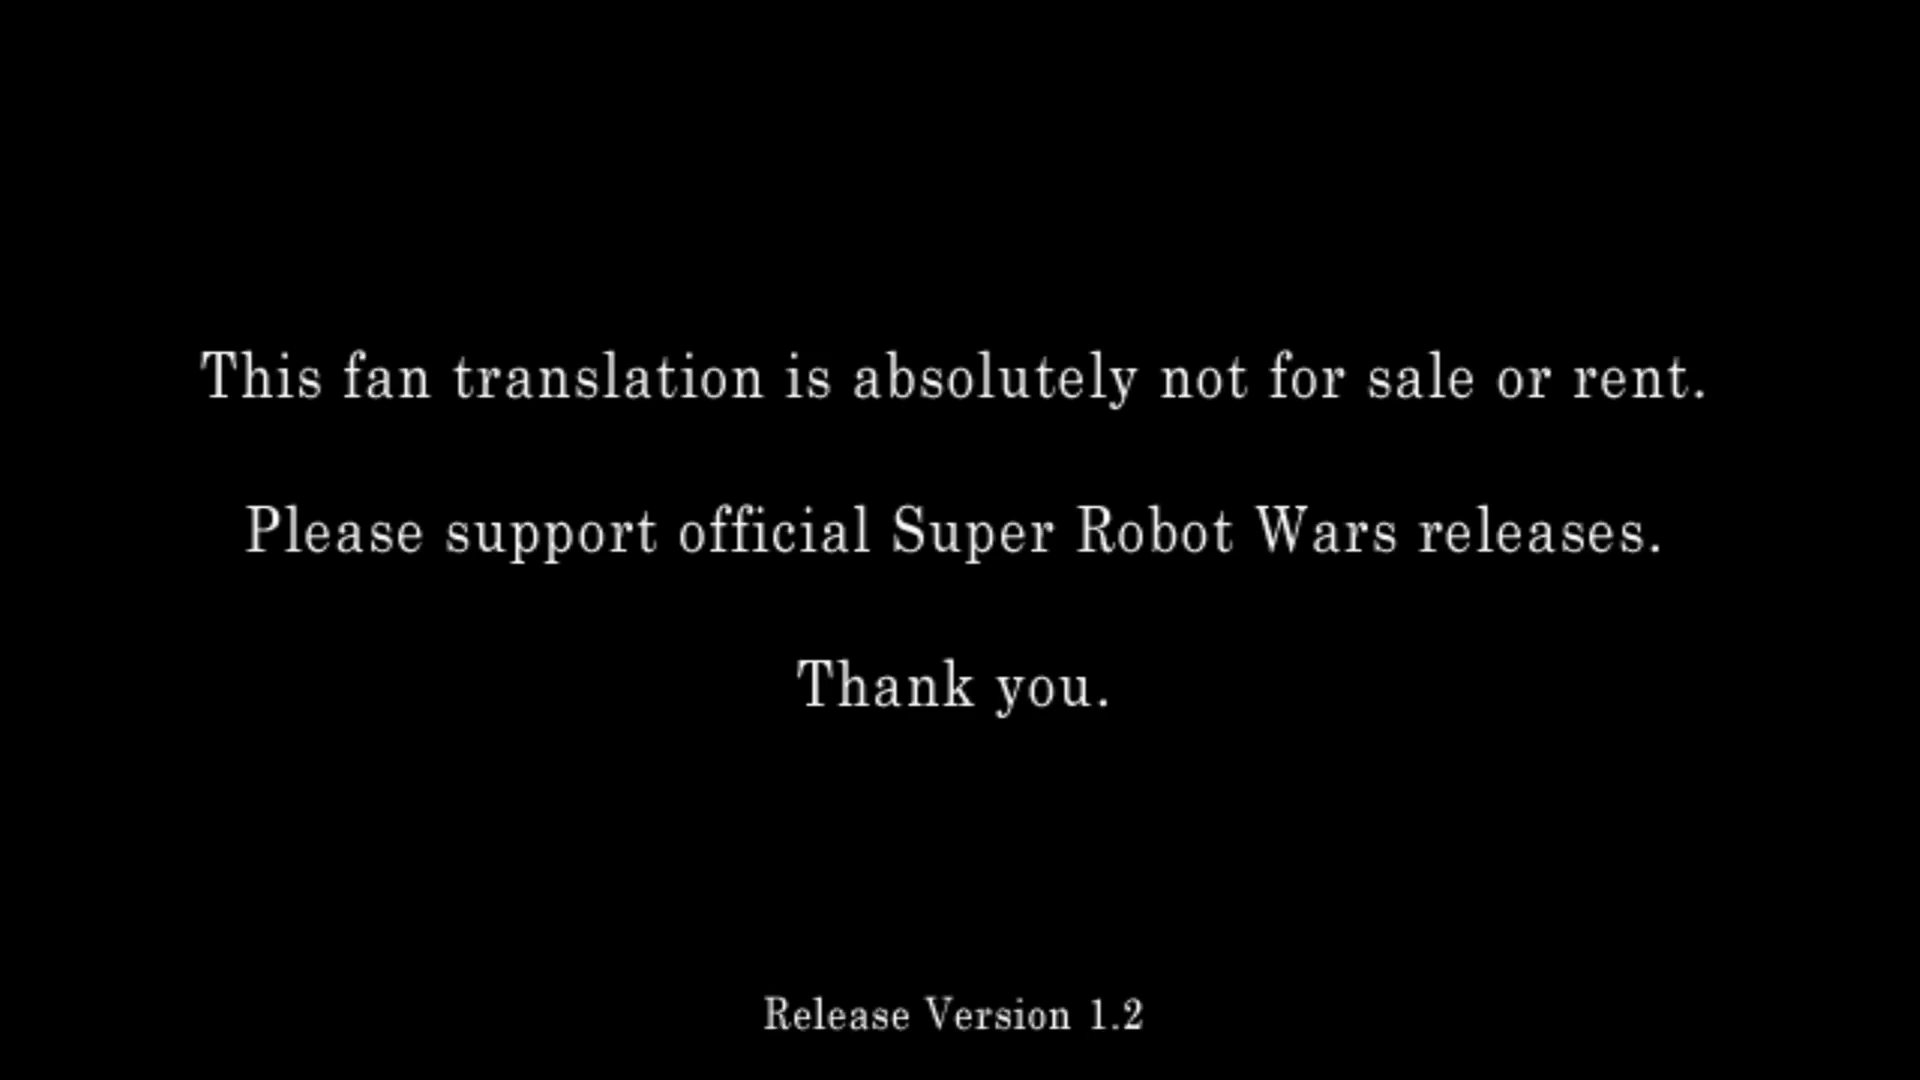 This fan translation is absolutely not for sale or rent.
Please support official Super Robot Wars releases.
Thank you.
Release Version 1.2